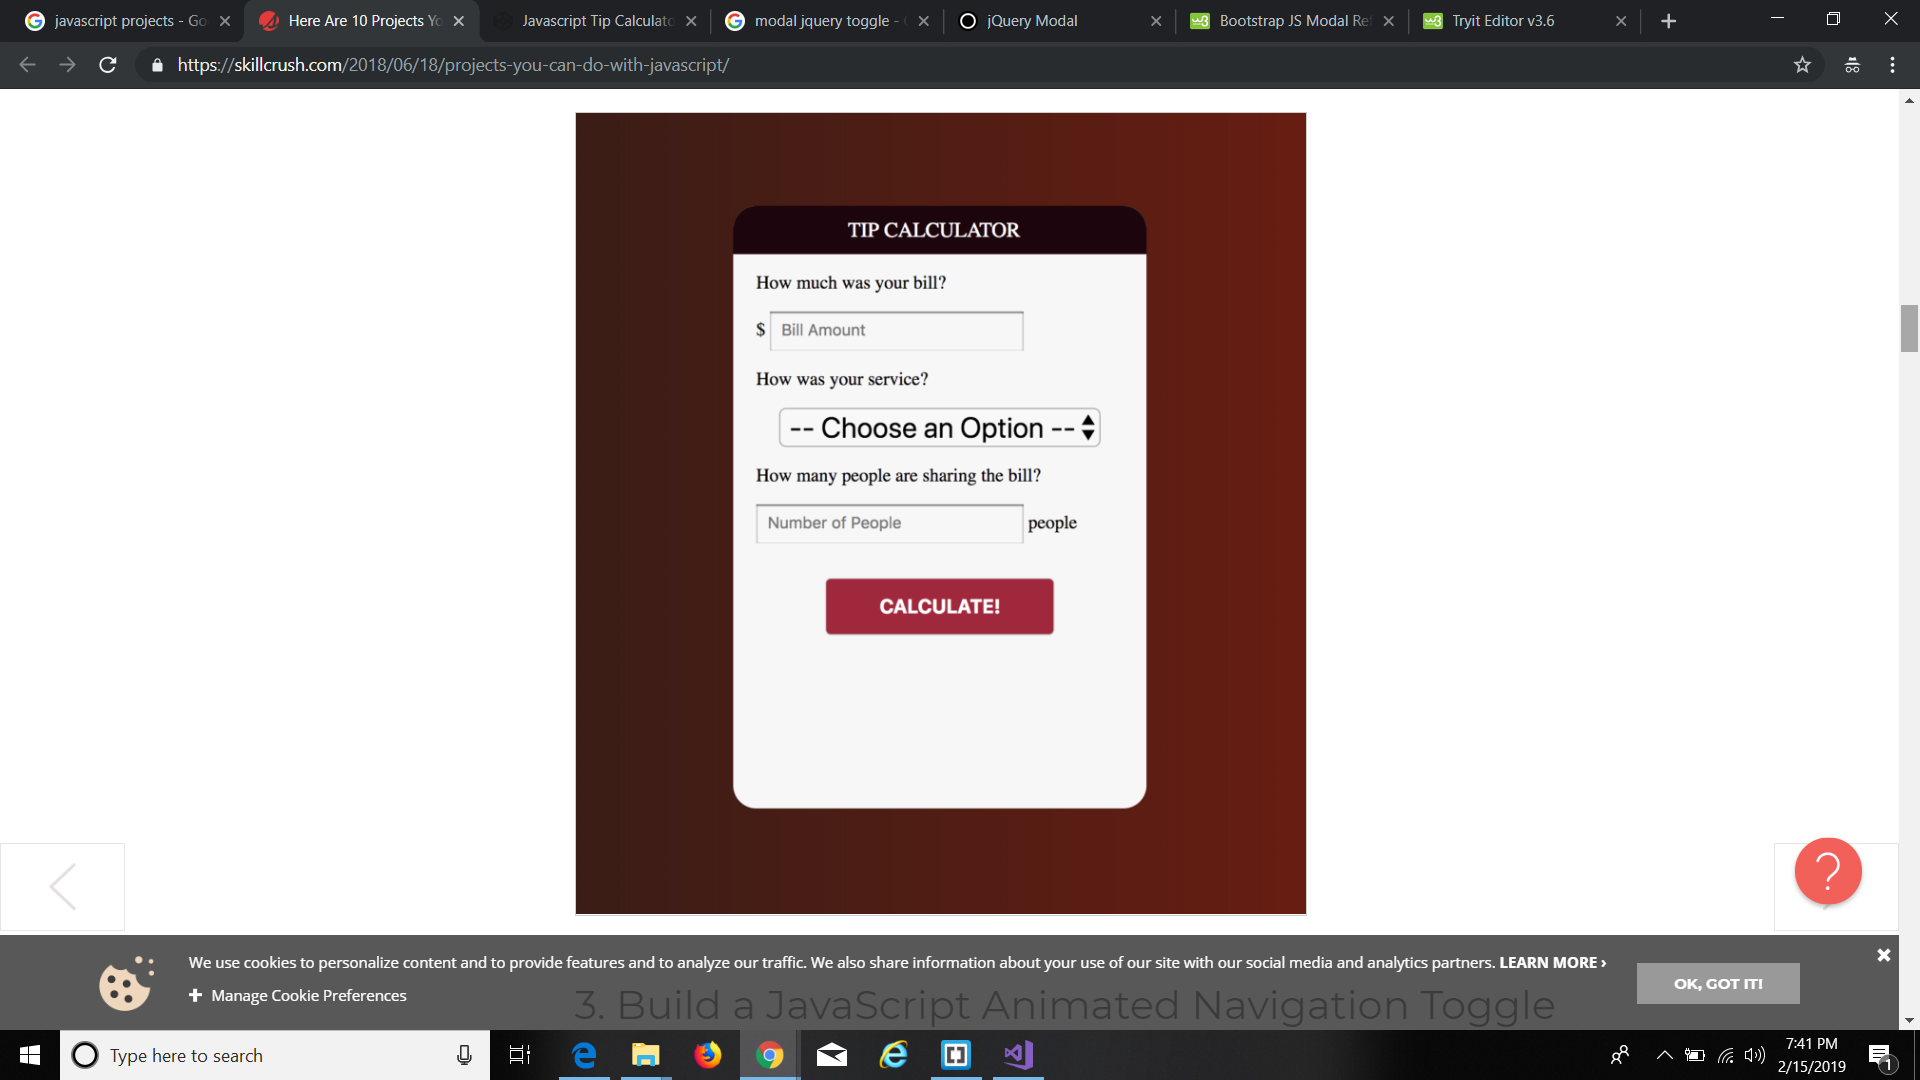 javascript projects - Go
Here Are 10 Projects Yo
Javascript Tip Calculato
modal jquery toggle -
jQuery Modal
Bootstrap JS Modal Re
Tryit Editor v3.6
https://skillcrush.com/2018/06/18/projects-you-can-do-with-javascript/
TIP CALCULATOR
How much was your bill?
$ Bill Amount
How was your service?
-- Choose an Option --
How many people are sharing the bill?
Number of People people
CALCULATE!
?
We use cookies to personalize content and to provide features and to analyze our traffic. We also share information about your use of our site with our social media and analytics partners. LEARN MORE ›
+ Manage Cookie Preferences
OK, GOT IT!
3. Build a JavaScript Animated Navigation Toggle
Type here to search
7:41 PM
2/15/2019
1